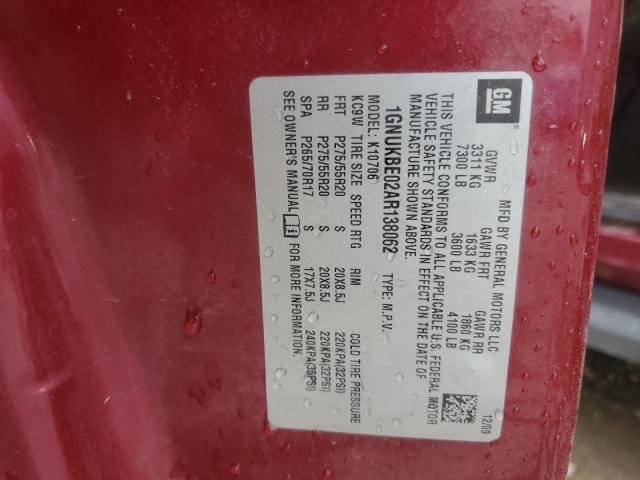 GM
MFD BY GENERAL MOTORS LLC
12/09
GVWR GAWR FRT GAWR RR
3311 KG 1633 KG 1860 KG
7300 LB 3600 LB 4100 LB
THIS VEHICLE CONFORMS TO ALL APPLICABLE U.S. FEDERAL MOTOR
VEHICLE SAFETY STANDARDS IN EFFECT ON THE DATE OF
MANUFACTURE SHOWN ABOVE.
1GNUKBE02AR138062 TYPE: M.P.V.
MODEL: K10706
KC9W TIRE SIZE SPEED RTG RIM COLD TIRE PRESSURE
FRT P275/55R20 S 20X8.5J 220KPA(32PSI)
RR P275/55R20 S 20X8.5J 220KPA(32PSI)
SPA P265/70R17 S 17X7.5J 240KPA(35PSI)
SEE OWNER'S MANUAL FOR MORE INFORMATION.